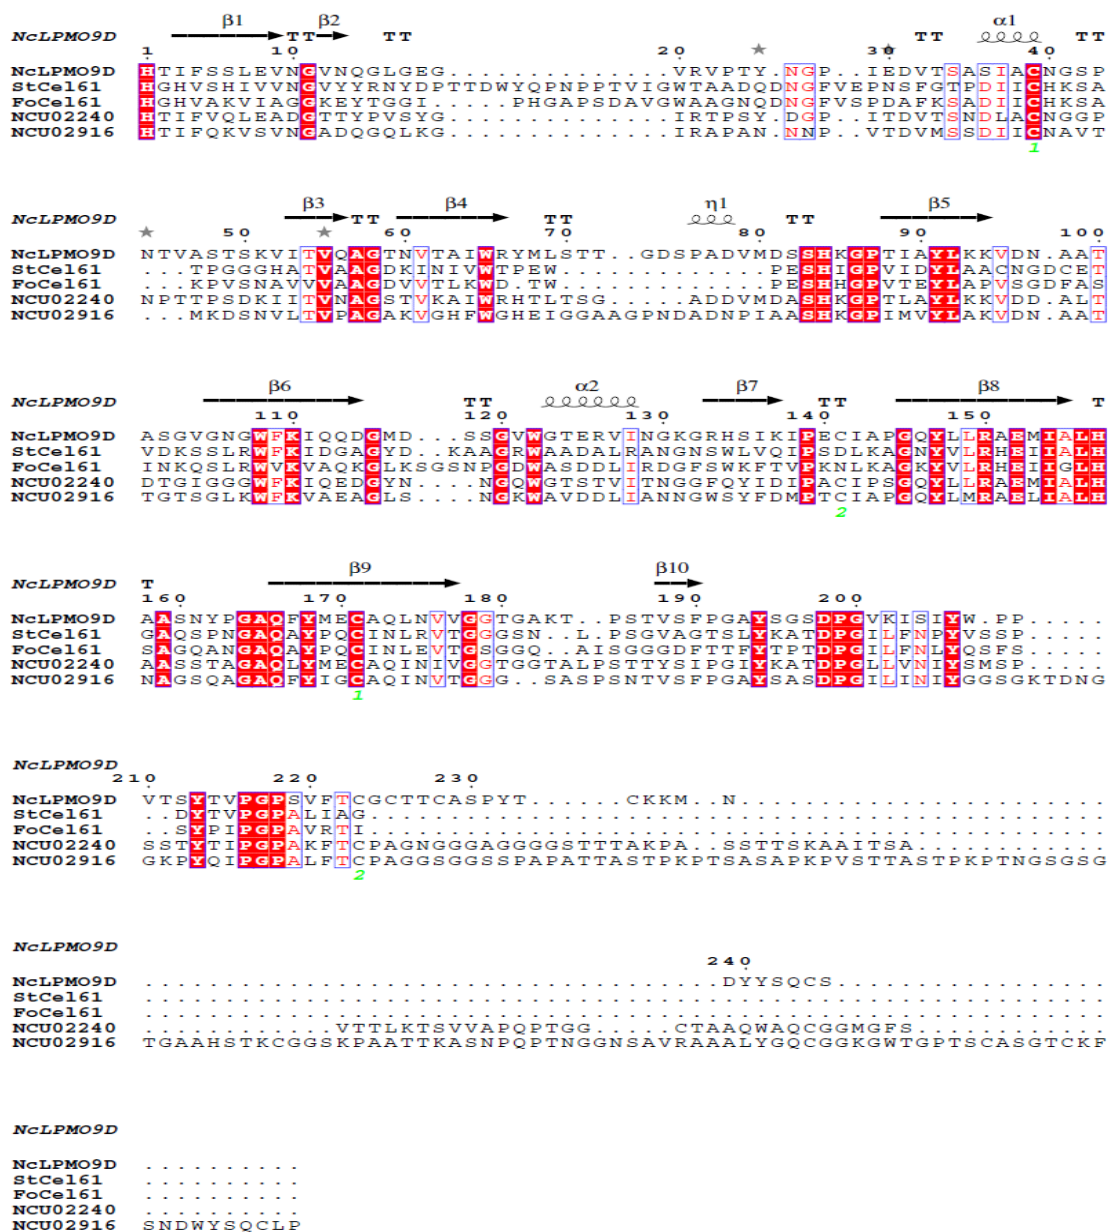 β1 β2 α1
NcLPMO9D TT TT TT TT
1 10 20 30 40
NcLPMO9D HTIFSSLEVNGVNQGLGEG..............VRVPTY.NGP..IEDVTSASIACNGSP
StCel61 HGHVSHIVVNGVYYRNYDPTTDWYQPNPPTVIGWTAADQDNGFVEPNSFGTPDIICHKSA
FoCel61 HGHVAKVIAGGKEYTGGI.....PHGAPSDAVGWAAGNQDNGFVSPDAFKSADIICHKSA
NCU02240 HTIFVQLEADGTTYPVSYG..............IRTPSY.DGP..ITDVTSNDLACNGGP
NCU02916 HTIFQKVSVNGADQGQLKG..............IRAPAN.NNP..VTDVMSSDIICNAVT
1
β3 β4 η1 β5
NcLPMO9D TT TT TT
50 60 70 80 90 100
NcLPMO9D NTVASTSKVITVQAGTNVTAIWRYMLSTT..GDSPADVMDSSHKGPTIAYLKKVDN.AAT
StCel61 ...TPGGGHATVAAGDKINIVWTPEW.............PESHIGPVIDYLAACNGDCET
FoCel61 ...KPVSNAVVVAAGDVVTLKWD.TW.............PESHHGPVTEYLAPVSGDFAS
NCU02240 NPTTPSDKIITVNAGSTVKAIWRHTLTSG.....ADDVMDASHKGPTLAYLKKVDD.ALT
NCU02916 ...MKDSNVLTVPAGAKVGHFWGHEIGGAAGPNDADNPIAASHKGPIMVYLAKVDN.AAT
β6 α2 β7 β8
NcLPMO9D TT TT T
110 120 130 140 150
NcLPMO9D ASGVGNGWFKIQQDGMD...SSGVWGTERVINGKGRHSIKIPECIAPGQYLLRAEMIALH
StCel61 VDKSSLRWFKIDGAGYD..KAAGVWAADALRANGNSWLVQIPSDLKAGNYVLRHEIIALH
FoCel61 INKQSLRWVKVAQKGLKSGSNPGDWASDDLIRDGFSWKFTVPKNLKAGKYVLRHEIIGLH
NCU02240 DTGIGGGWFKIQEDGYN....NGQWGTSTVITNGGFQYIDIPACIPSGQYLLRAEMIALH
NCU02916 TGTSGLKWFKVAEAGLS....NGKWAVDDLIANNGWSYFDMPTCIAPGQYLMRAELIALH
2
β9 β10
NcLPMO9D T
160 170 180 190 200
NcLPMO9D AASNYPGAQFYMECAQLNVVGGTGAKT..PSTVSFPGAYSGSDPGVKISIYW.PP.....
StCel61 GAQSPNGAQAYPQCINLRVTGGGSN..L.PSGVAGTSLYKATDPGILFNPYVSSP.....
FoCel61 SAGQANGAQAYPQCINLEVTGSGGQ..AISGGGDFTTFYTPTDPGILFNLYQSFS.....
NCU02240 AASSTAGAQLYMECAQINIVGGTGGTALPSTTYSIPGIYKATDPGLLVNIYSMSP.....
NCU02916 NAGSQAGAQFYIGCAQINVTGGG..SASPSNTVSFPGAYSASDPGILINIYGGSGKTDNG
1
NcLPMO9D
210 220 230
NcLPMO9D VTSYTVPGPSVFTCGCTTCASPYT......CKKM..N.......................
StCel61 ..DYTVPGPALIAG..............................................
FoCel61 ..SYPIPGPAVRTI..............................................
NCU02240 SSTYTIPGPAKFTCPAGNGGGAGGGGSTTTAKPA..SSTTSKAAITSA............
NCU02916 GKPYQIPGPALFTCPAGGSGGSSPAPATTASTPKPTSASAPKPVSTTASTPKPTNGSGSG
2
NcLPMO9D
240
NcLPMO9D ....................................DYYSQCS.................
StCel61 ............................................................
FoCel61 ............................................................
NCU02240 ............VTTLKTSVVAPQPTGG.....CTAAQWAQCGGMGFS............
NCU02916 TGAAHSTKCGGSKPAATTKASNPQPTNGGNSAVRAAALYGQCGGKGWTGPTSCASGTCKF
NcLPMO9D
NcLPMO9D ..........
StCel61 ..........
FoCel61 ..........
NCU02240 ..........
NCU02916 SNDWYSQCLP